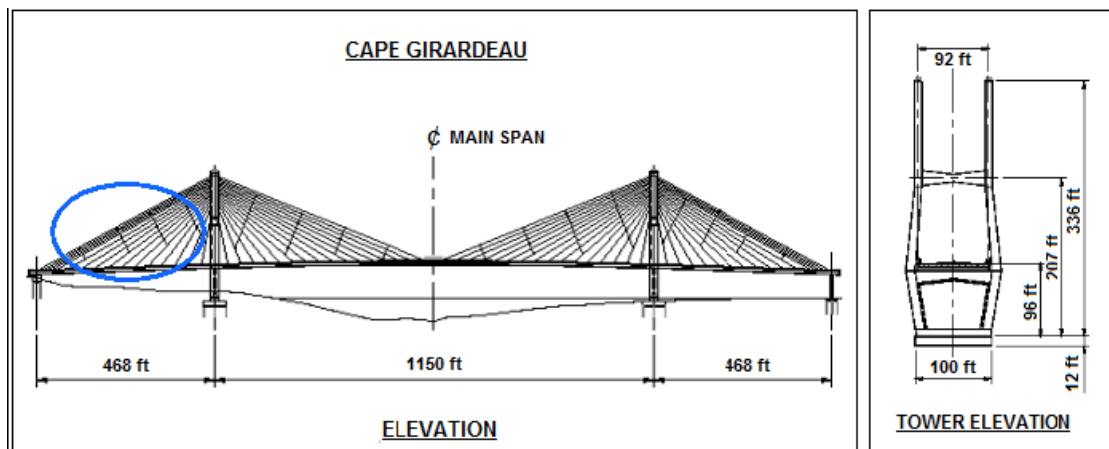 CAPE GIRARDEAU
℄ MAIN SPAN
468 ft
1150 ft
468 ft
ELEVATION
92 ft
336 ft
207 ft
96 ft
12 ft
100 ft
TOWER ELEVATION